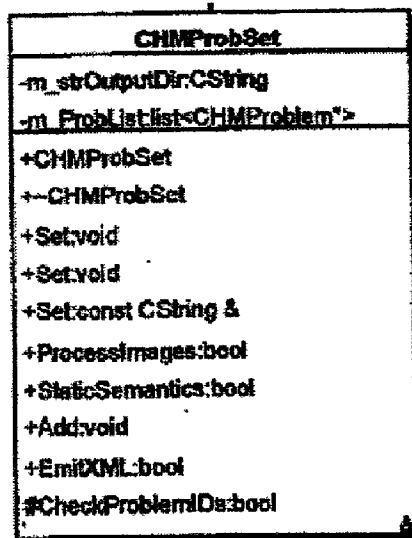 CHMProbSet
-m_strOutputDir:CString
-m_ProbList:list<CHMProblem*>
+CHMProbSet
+~CHMProbSet
+Set:void
+Set:void
+Set:const CString &
+ProcessImages:bool
+StaticSemantics:bool
+Add:void
+EmitXML:bool
#CheckProblemIDs:bool